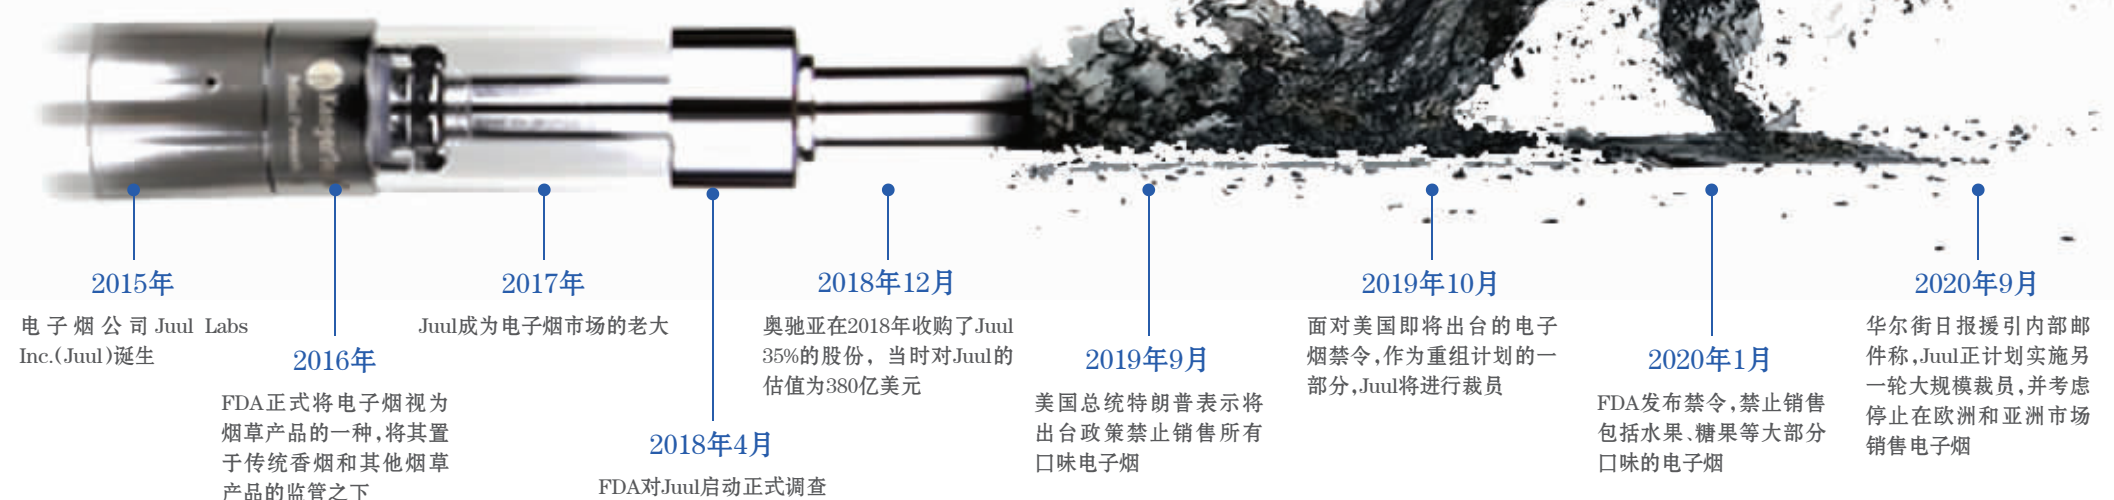 2015年
电子烟公司Juul Labs
Inc.(Juul)诞生
2016年
FDA正式将电子烟视为
烟草产品的一种,将其置
于传统香烟和其他烟草
产品的监管之下
2017年
Juul成为电子烟市场的老大
2018年4月
FDA对Juul启动正式调查
2018年12月
奥驰亚在2018年收购了Juul
35%的股份，当时对Juul的
估值为380亿美元
2019年9月
美国总统特朗普表示将
出台政策禁止销售所有
口味电子烟
2019年10月
面对美国即将出台的电子
烟禁令,作为重组计划的一
部分,Juul将进行裁员
2020年1月
FDA发布禁令,禁止销售
包括水果、糖果等大部分
口味的电子烟
2020年9月
华尔街日报援引内部邮
件称,Juul正计划实施另
一轮大规模裁员,并考虑
停止在欧洲和亚洲市场
销售电子烟